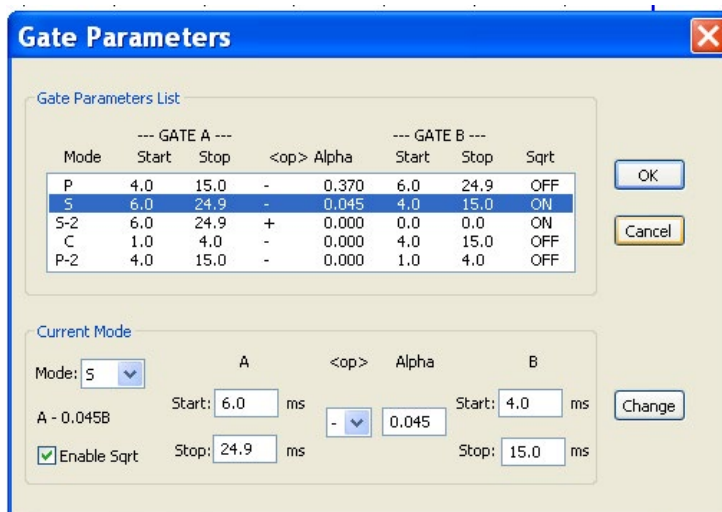 Gate Parameters
Gate Parameters List
--- GATE A --- --- GATE B ---
Mode Start Stop <op> Alpha Start Stop Sqrt
P 4.0 15.0 - 0.370 6.0 24.9 OFF
S 6.0 24.9 - 0.045 4.0 15.0 ON
S-2 6.0 24.9 + 0.000 0.0 0.0 ON
C 1.0 4.0 - 0.000 4.0 15.0 OFF
P-2 4.0 15.0 - 0.000 1.0 4.0 OFF
OK
Cancel
Current Mode
Mode: S A <op> Alpha B
Start: 6.0 ms - 0.045 Start: 4.0 ms
A - 0.045B
Stop: 24.9 ms Stop: 15.0 ms
Enable Sqrt
Change